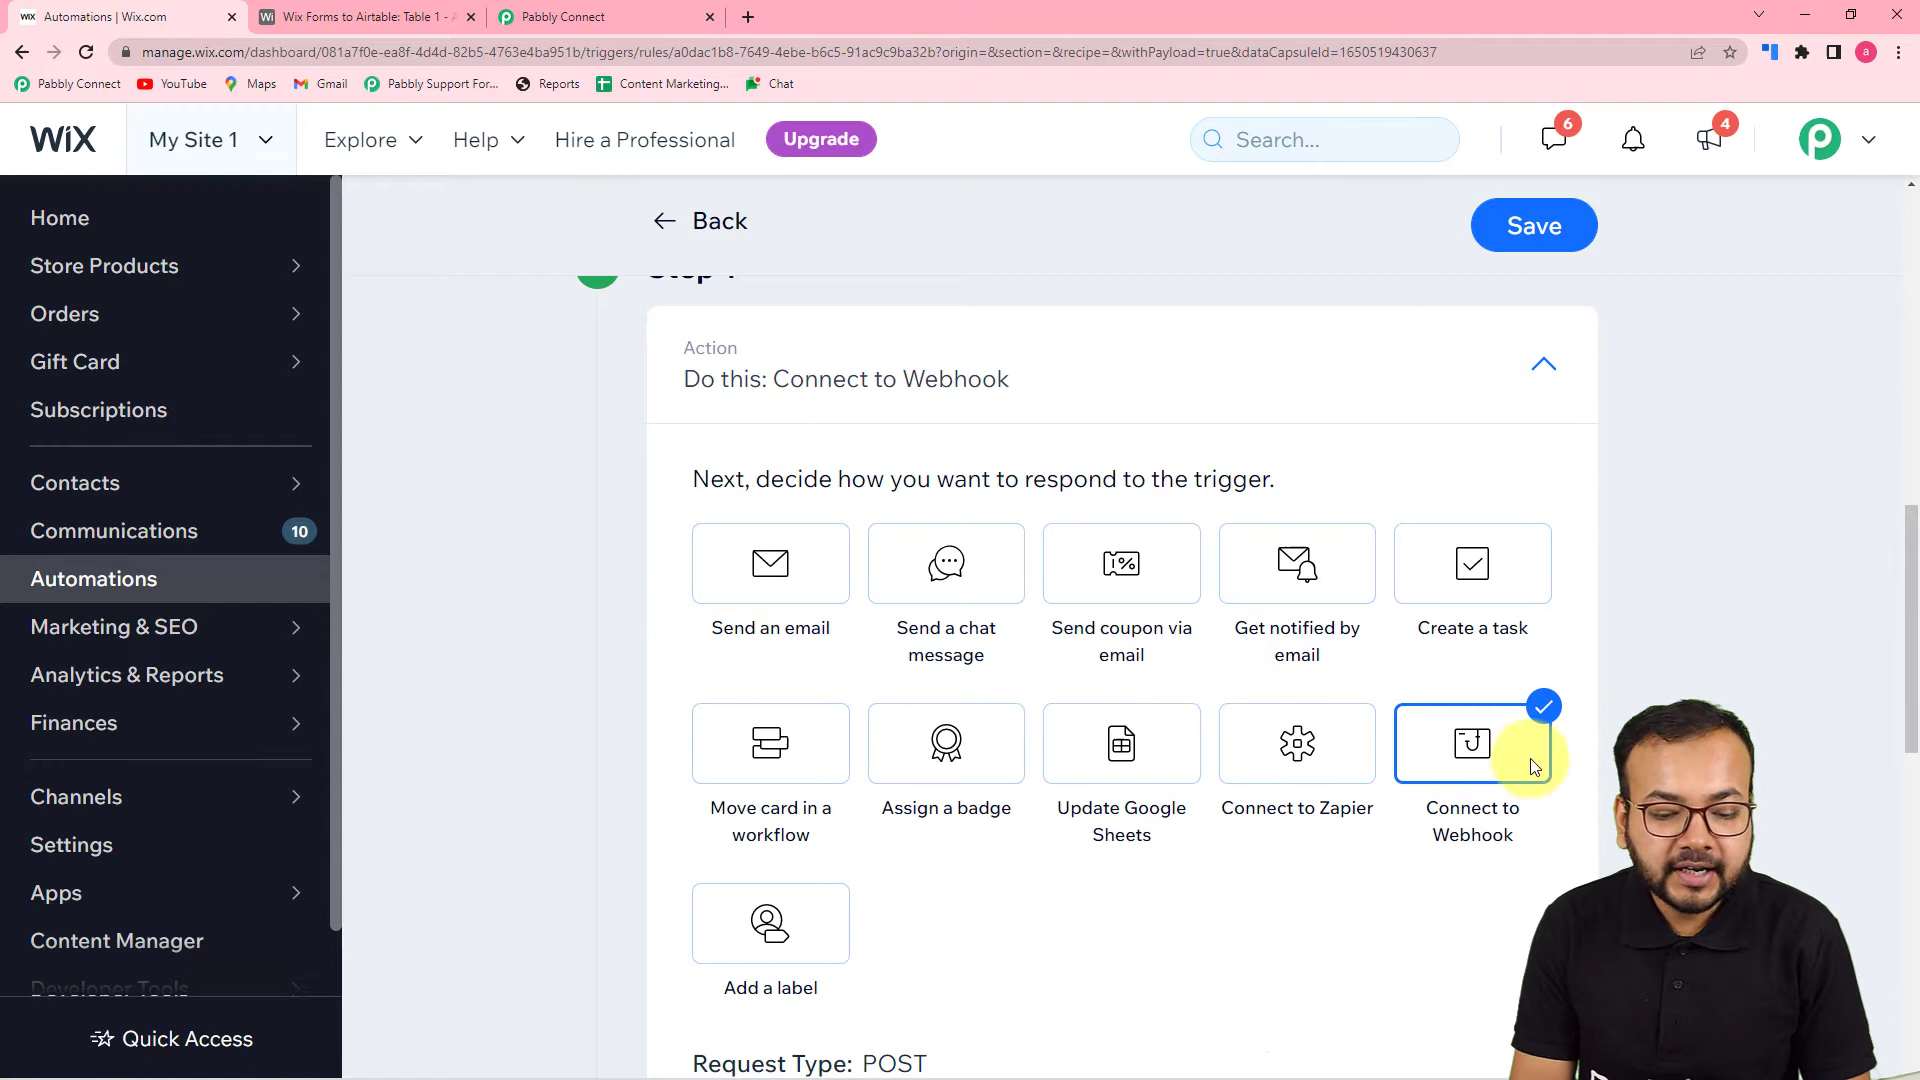 WiX Automations | Wix.com
Wi Wix Forms to Airtable: Table 1 - A
Pabbly Connect
manage.wix.com/dashboard/081a7f0e-ea8f-4d4d-82b5-4763e4ba951b/triggers/rules/a0dac1b8-7649-4ebe-b6c5-91ac9c9ba32b?origin=&section=&recipe=&withPayload=true&dataCapsuleId=1650519430637
a
Pabbly Connect YouTube Maps Gmail Pabbly Support For... Reports Content Marketing... Chat
WiX My Site 1 Explore Help Hire a Professional Upgrade Search... 6 4
Home
Store Products
Orders
Gift Card
Subscriptions
Contacts
Communications 10
Automations
Marketing & SEO
Analytics & Reports
Finances
Channels
Settings
Apps
Content Manager
Developer Tools
Quick Access
Back
Save
Step 1
Action
Do this: Connect to Webhook
Next, decide how you want to respond to the trigger.
Send an email
Send a chat
message
Send coupon via
email
Get notified by
email
Create a task
Move card in a
workflow
Assign a badge
Update Google
Sheets
Connect to Zapier
Connect to
Webhook
Add a label
Request Type: POST